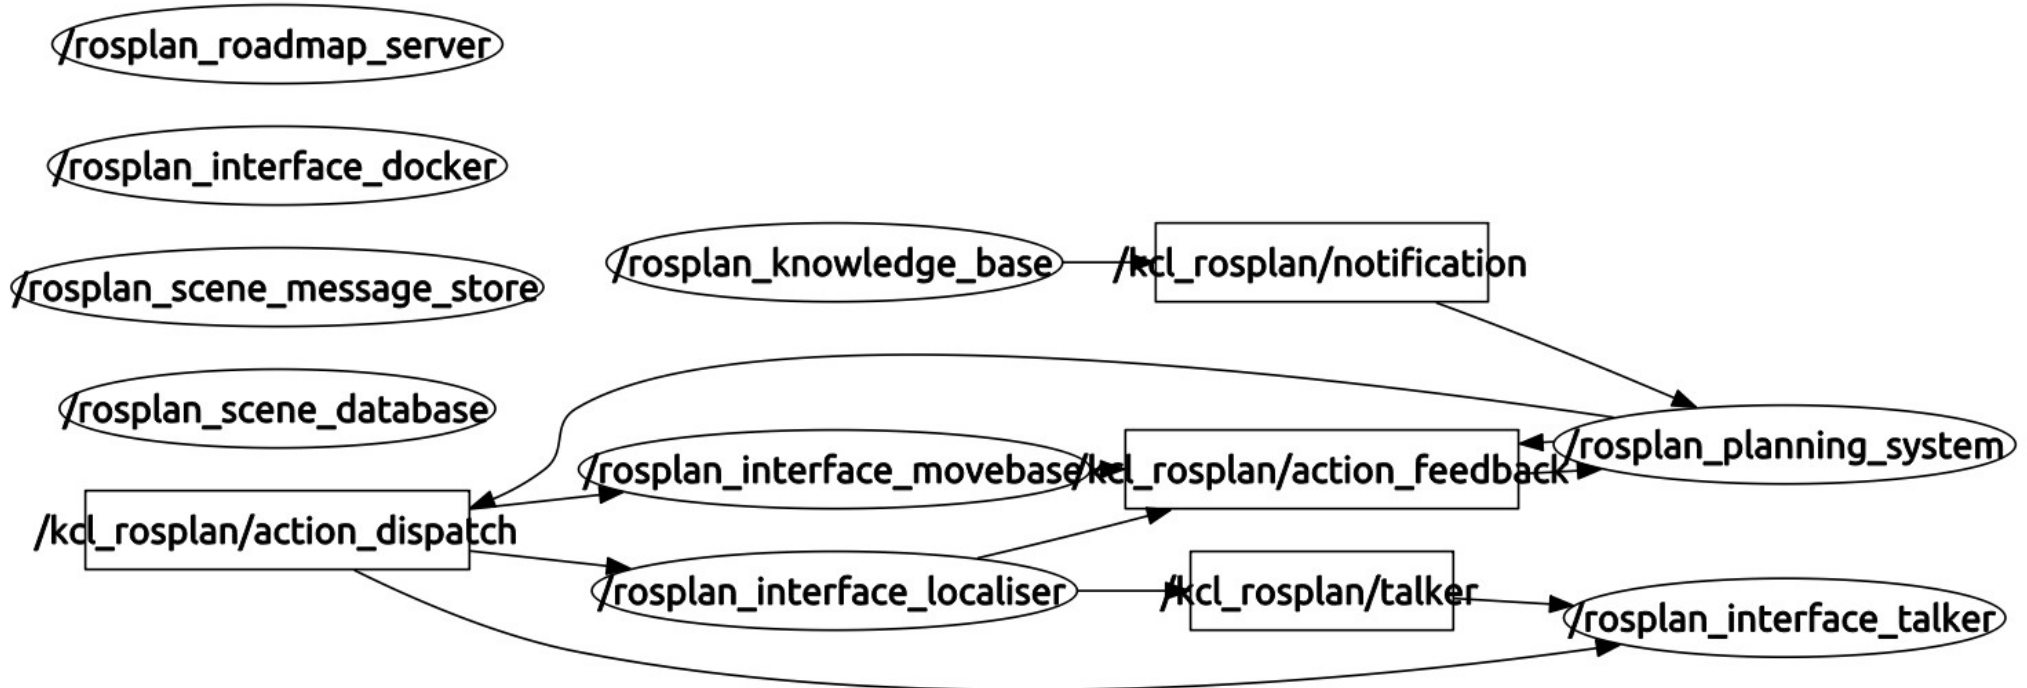 /rosplan_roadmap_server
/rosplan_interface_docker
/rosplan_scene_message_store
/rosplan_scene_database
/kcl_rosplan/action_dispatch
/rosplan_knowledge_base
/rosplan_interface_movebase
/rosplan_interface_localiser
/kcl_rosplan/notification
/kcl_rosplan/action_feedback
/kcl_rosplan/talker
/rosplan_planning_system
/rosplan_interface_talker